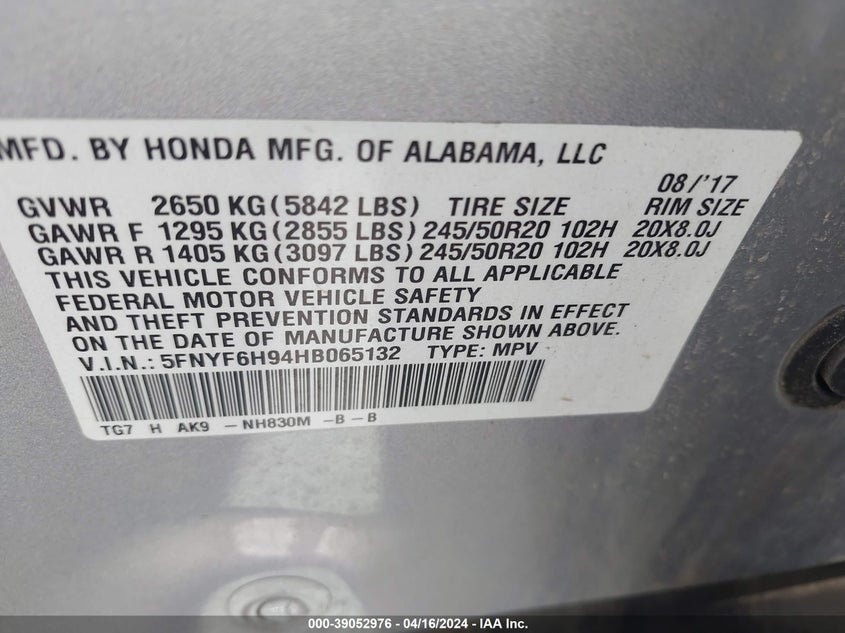 MFD. BY HONDA MFG. OF ALABAMA, LLC
08/'17
GVWR 2650 KG(5842 LBS) TIRE SIZE RIM SIZE
GAWR F 1295 KG(2855 LBS) 245/50R20 102H 20X8.0J
GAWR R 1405 KG(3097 LBS) 245/50R20 102H 20X8.0J
THIS VEHICLE CONFORMS TO ALL APPLICABLE
FEDERAL MOTOR VEHICLE SAFETY
AND THEFT PREVENTION STANDARDS IN EFFECT
ON THE DATE OF MANUFACTURE SHOWN ABOVE.
V.I.N.: 5FNYF6H94HB065132 TYPE: MPV
TG7 H AK9 -NH830M -B-B
000-39052976 - 04/16/2024 - IAA Inc.